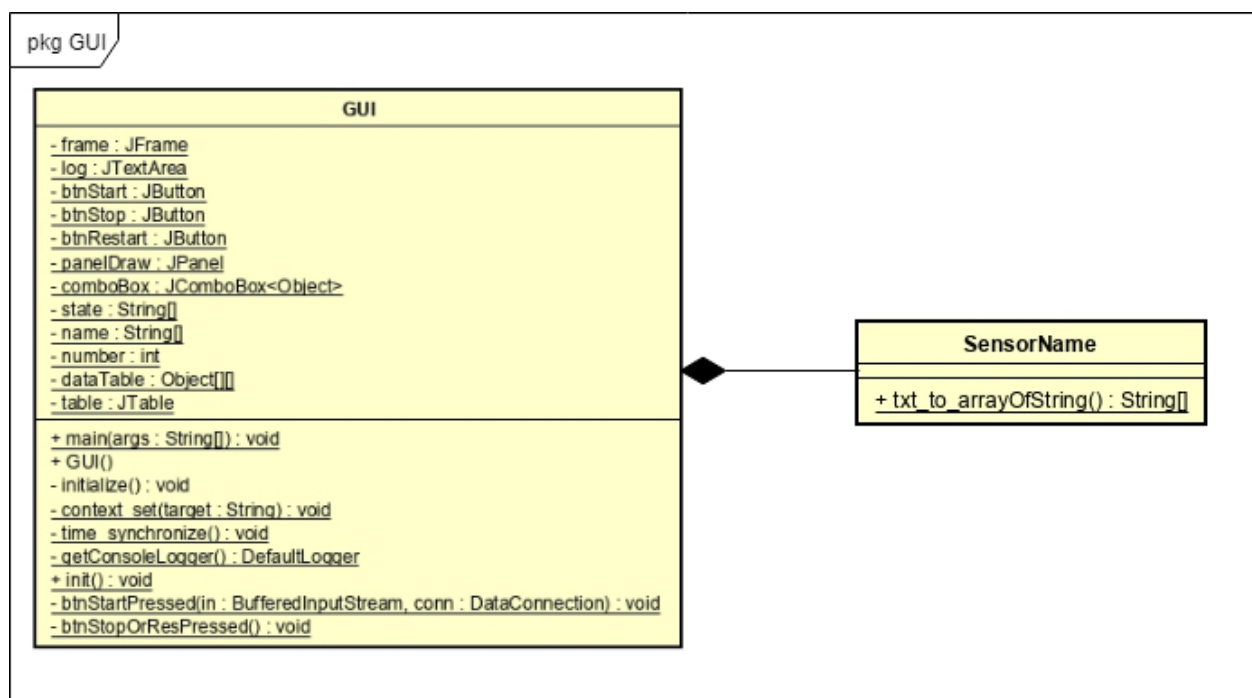 pkg GUI
GUI
- frame : JFrame
- log : JTextArea
- btnStart : JButton
- btnStop : JButton
- btnRestart : JButton
- panelDraw : JPanel
- comboBox : JComboBox<Object>
- state : String[]
- name : String[]
- number : int
- dataTable : Object[][]
- table : JTable
+ main(args : String[]) : void
+ GUI()
- initialize() : void
- context_set(target : String) : void
- time_synchronize() : void
- getConsoleLogger() : DefaultLogger
+ init() : void
- btnStartPressed(in : BufferedInputStream, conn : DataConnection) : void
- btnStopOrResPressed() : void
SensorName
+ txt_to_arrayOfString() : String[]